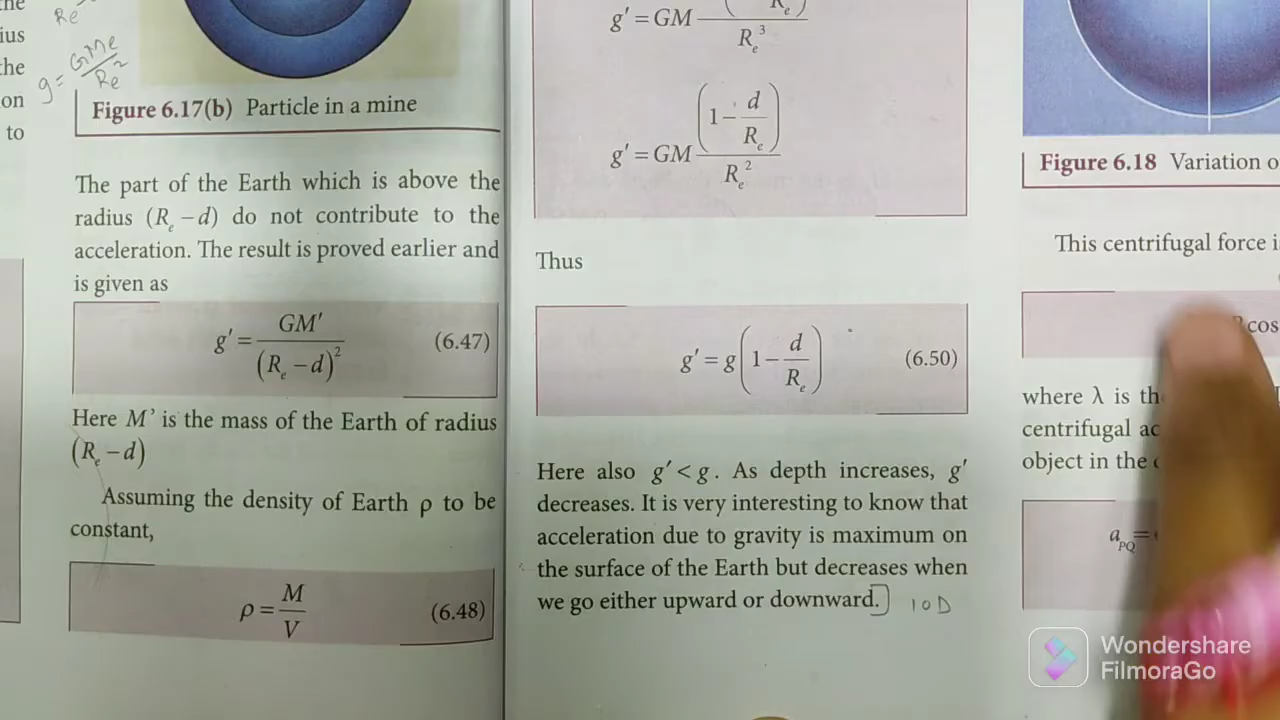 the
Re
ius
the
on
to
g = GMe / Re²
Figure 6.17(b) Particle in a mine
The part of the Earth which is above the
radius (Rₑ – d) do not contribute to the
acceleration. The result is proved earlier and
is given as
g′ = GM′ / (Rₑ – d)² (6.47)
Here M’ is the mass of the Earth of radius
(Rₑ – d)
Assuming the density of Earth ρ to be
constant,
ρ = M / V (6.48)
g′ = GM ( Rₑ) / Rₑ³
g′ = GM (1 – d / Rₑ) / Rₑ²
Thus
g′ = g (1 – d / Rₑ) (6.50)
Here also g′ < g. As depth increases, g′
decreases. It is very interesting to know that
acceleration due to gravity is maximum on
the surface of the Earth but decreases when
we go either upward or downward.] 10D
Figure 6.18 Variation o
This centrifugal force i
cos
where λ is th
centrifugal ac
object in the
a_PQ =
Wondershare
FilmoraGo